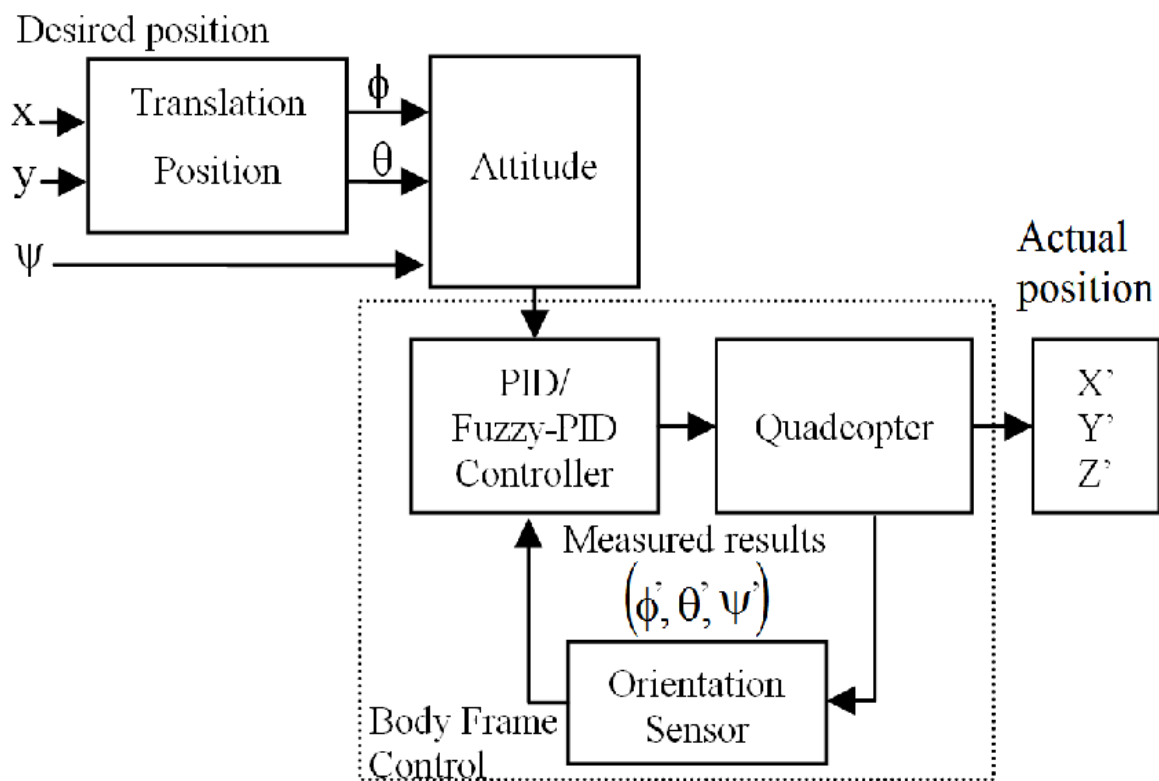 Desired position
x
y
ψ
Translation
Position
ϕ
θ
Attitude
Actual
position
PID/
Fuzzy-PID
Controller
Quadcopter
X’
Y’
Z’
Measured results
(ϕ’, θ’, ψ’)
Orientation
Sensor
Body Frame
Control